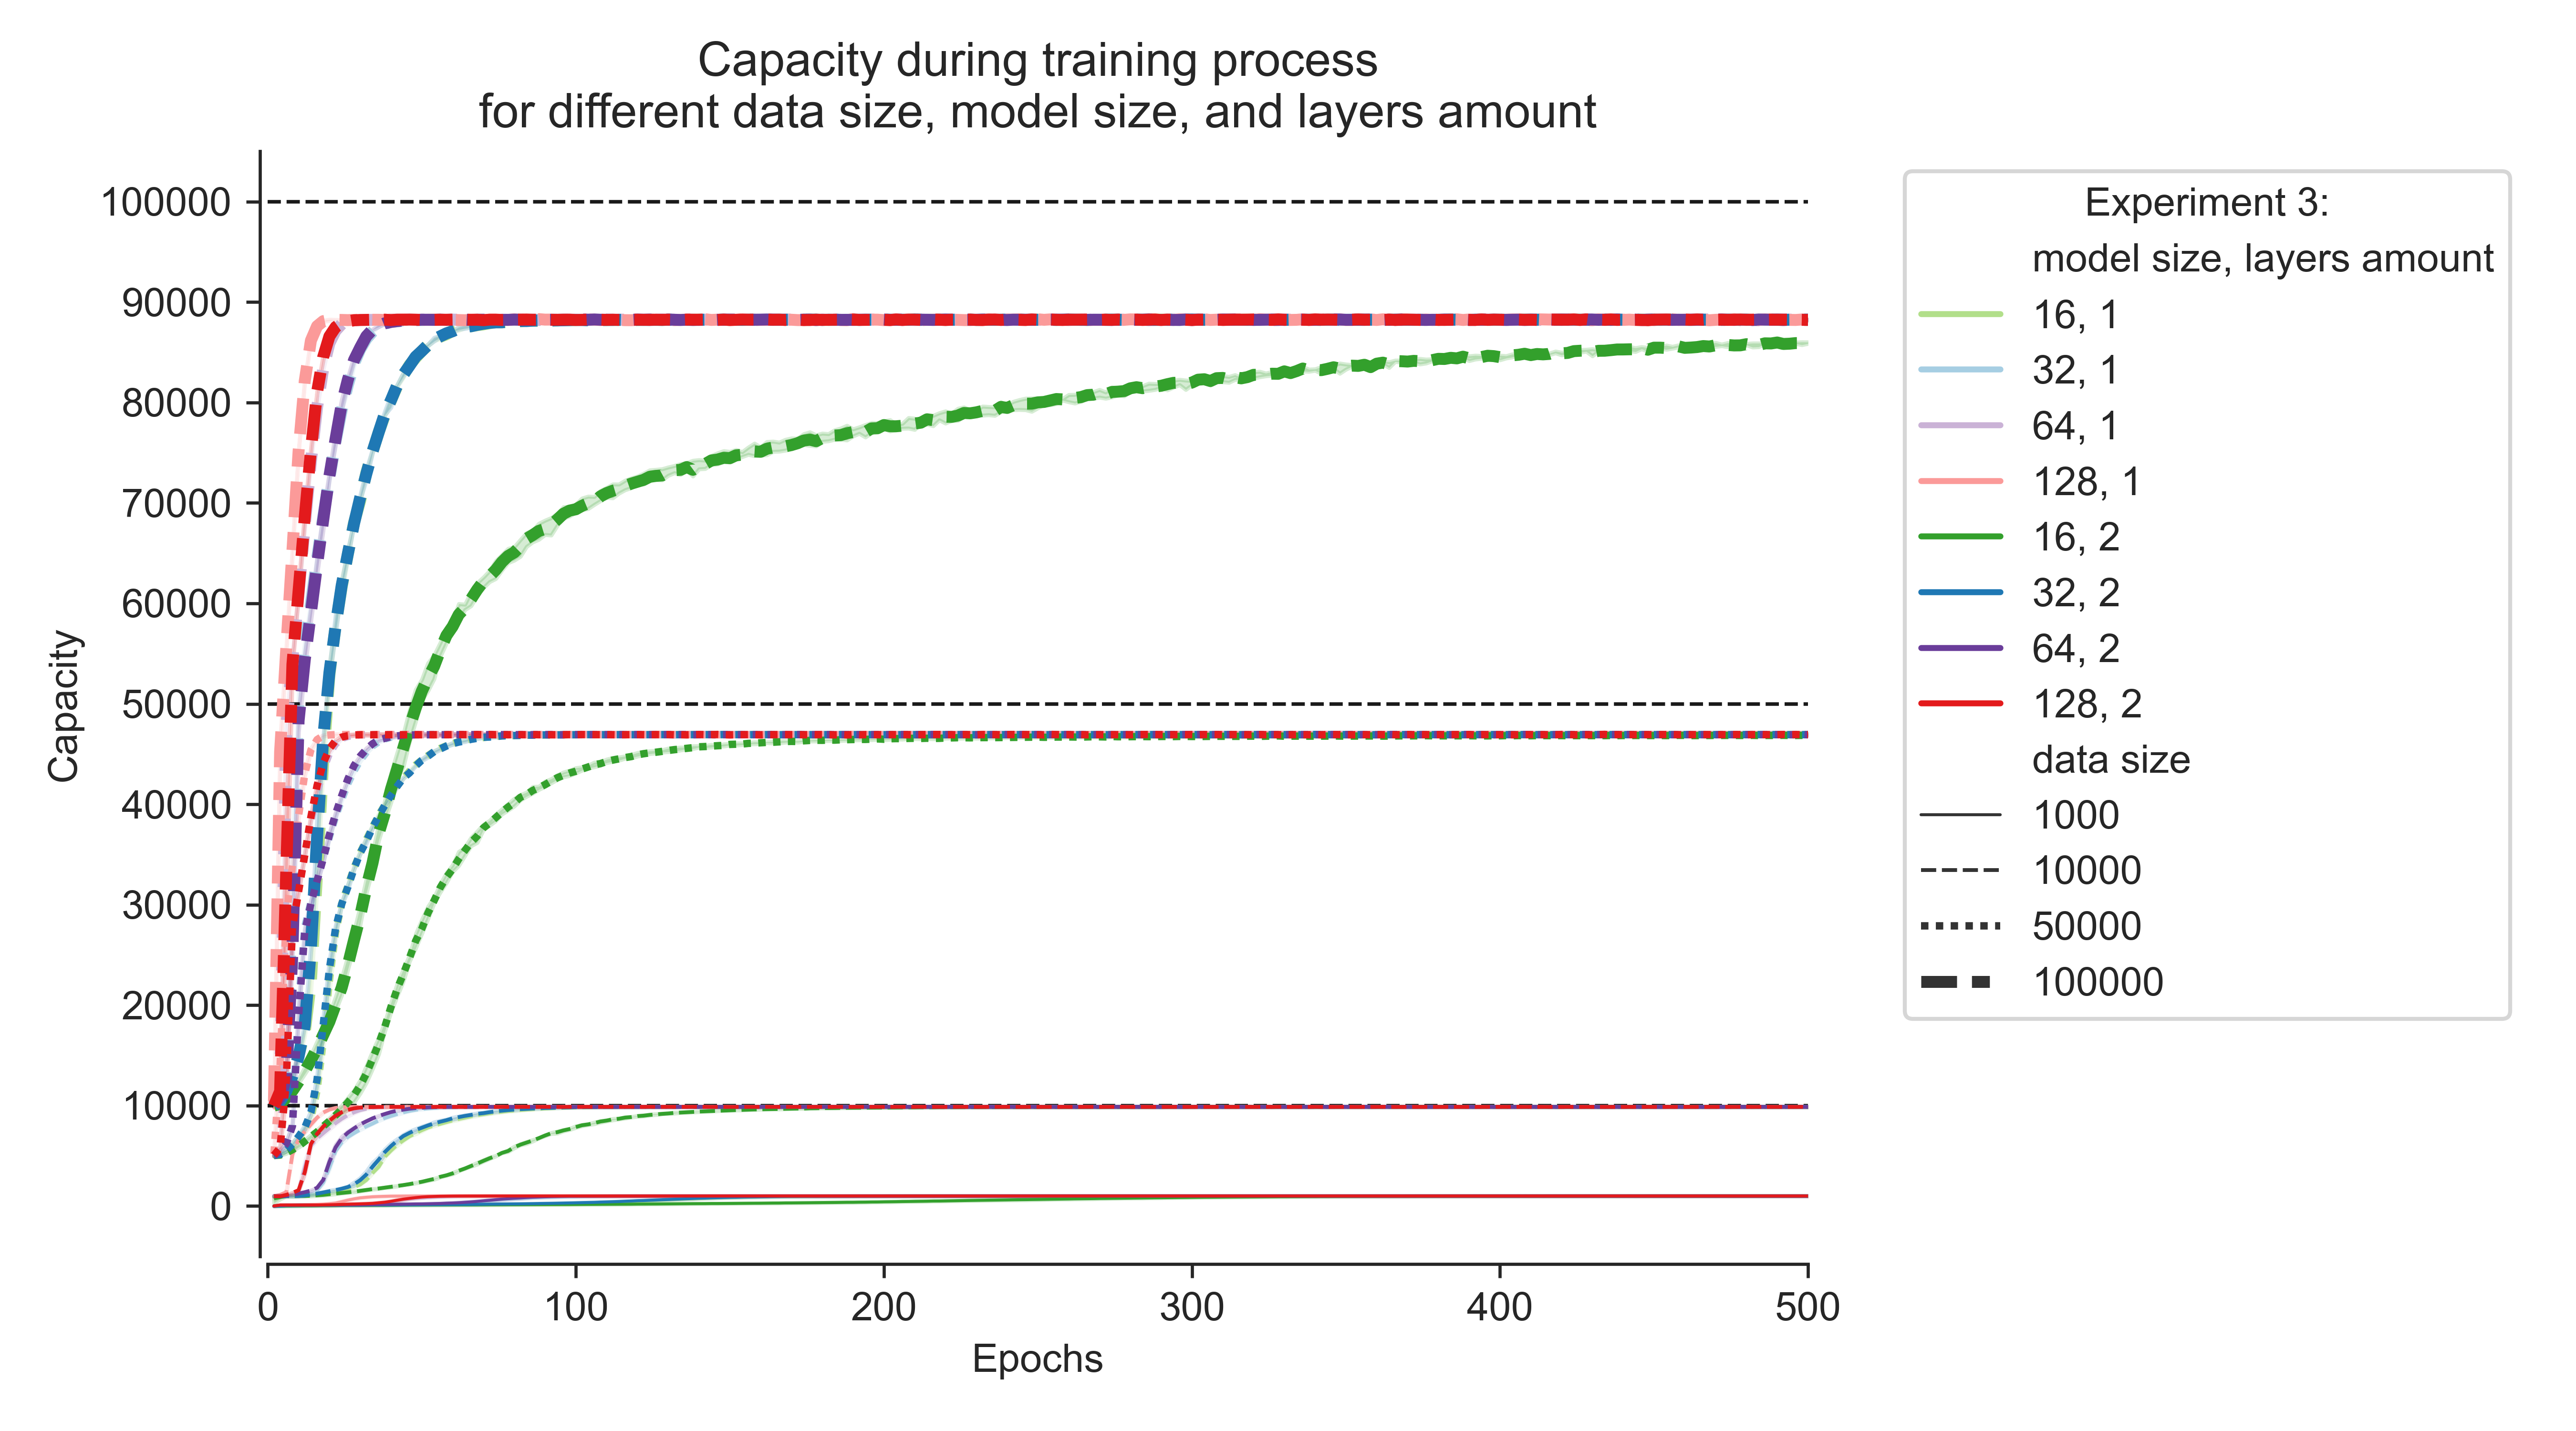 Capacity during training process
for different data size, model size, and layers amount
100000
90000
80000
70000
60000
50000
40000
30000
20000
10000
0
Capacity
0 100 200 300 400 500
Epochs
Experiment 3:
model size, layers amount
16, 1
32, 1
64, 1
128, 1
16, 2
32, 2
64, 2
128, 2
data size
1000
10000
50000
100000